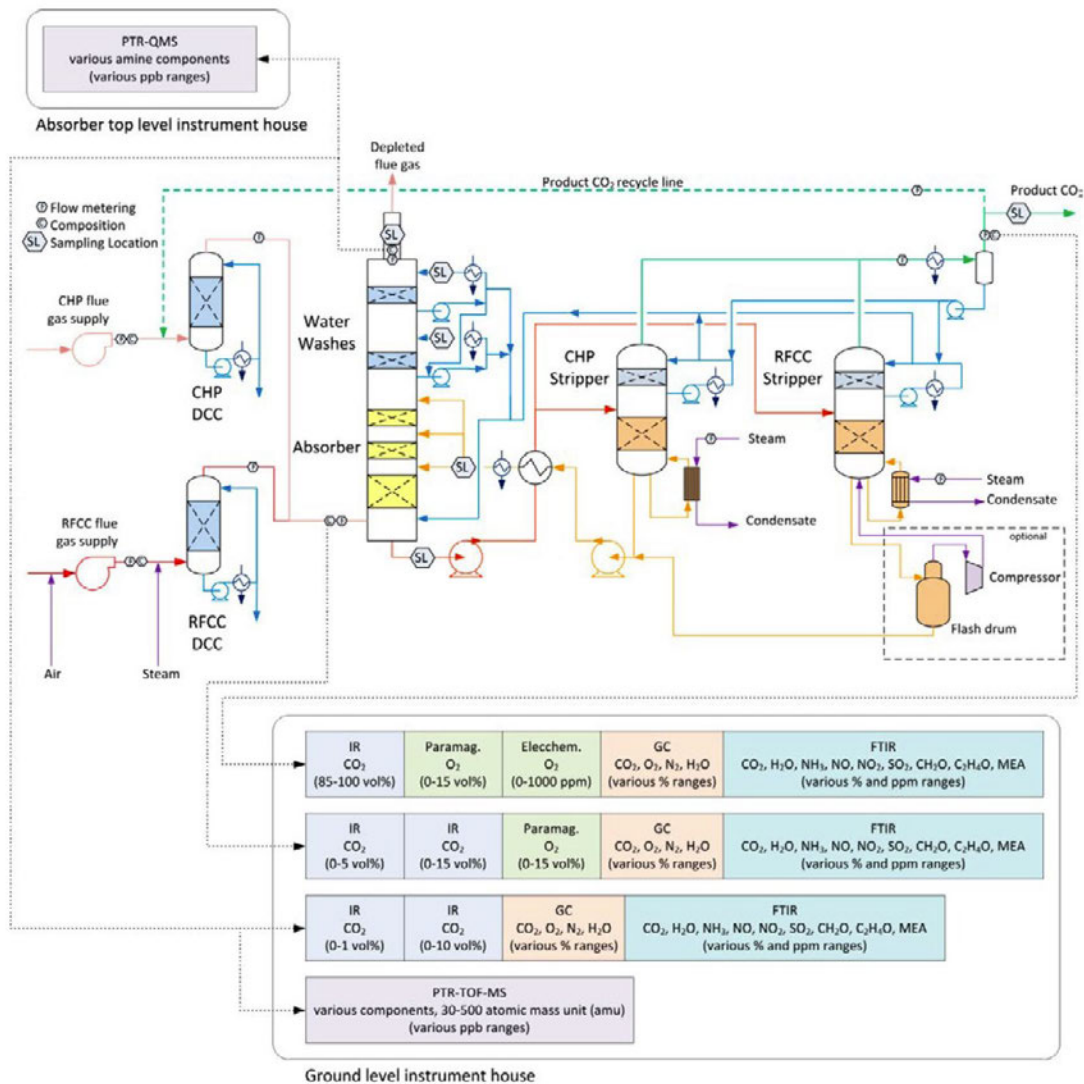 PTR-QMS
various amine components
(various ppb ranges)
Absorber top level instrument house
Depleted
flue gas
Product CO₂ recycle line
Product CO₂
Flow metering
Composition
SL Sampling Location
F
C
SL
SL
F
F
F
F C
F
C
F
SL
SL
CHP flue
gas supply
F C
CHP
DCC
Water
Washes
CHP
Stripper
RFCC
Stripper
Absorber
SL
F
Steam
F
Steam
Condensate
Condensate
F
RFCC flue
gas supply
F C
C F
SL
optional
Compressor
Flash drum
RFCC
DCC
Air
Steam
IR
CO₂
(85-100 vol%)
Paramag.
O₂
(0-15 vol%)
Elecchem.
O₂
(0-1000 ppm)
GC
CO₂, O₂, N₂, H₂O
(various % ranges)
FTIR
CO₂, H₂O, NH₃, NO, NO₂, SO₂, CH₂O, C₂H₄O, MEA
(various % and ppm ranges)
IR
CO₂
(0-5 vol%)
IR
CO₂
(0-15 vol%)
Paramag.
O₂
(0-15 vol%)
GC
CO₂, O₂, N₂, H₂O
(various % ranges)
FTIR
CO₂, H₂O, NH₃, NO, NO₂, SO₂, CH₂O, C₂H₄O, MEA
(various % and ppm ranges)
IR
CO₂
(0-1 vol%)
IR
CO₂
(0-10 vol%)
GC
CO₂, O₂, N₂, H₂O
(various % ranges)
FTIR
CO₂, H₂O, NH₃, NO, NO₂, SO₂, CH₂O, C₂H₄O, MEA
(various % and ppm ranges)
PTR-TOF-MS
various components, 30-500 atomic mass unit (amu)
(various ppb ranges)
Ground level instrument house